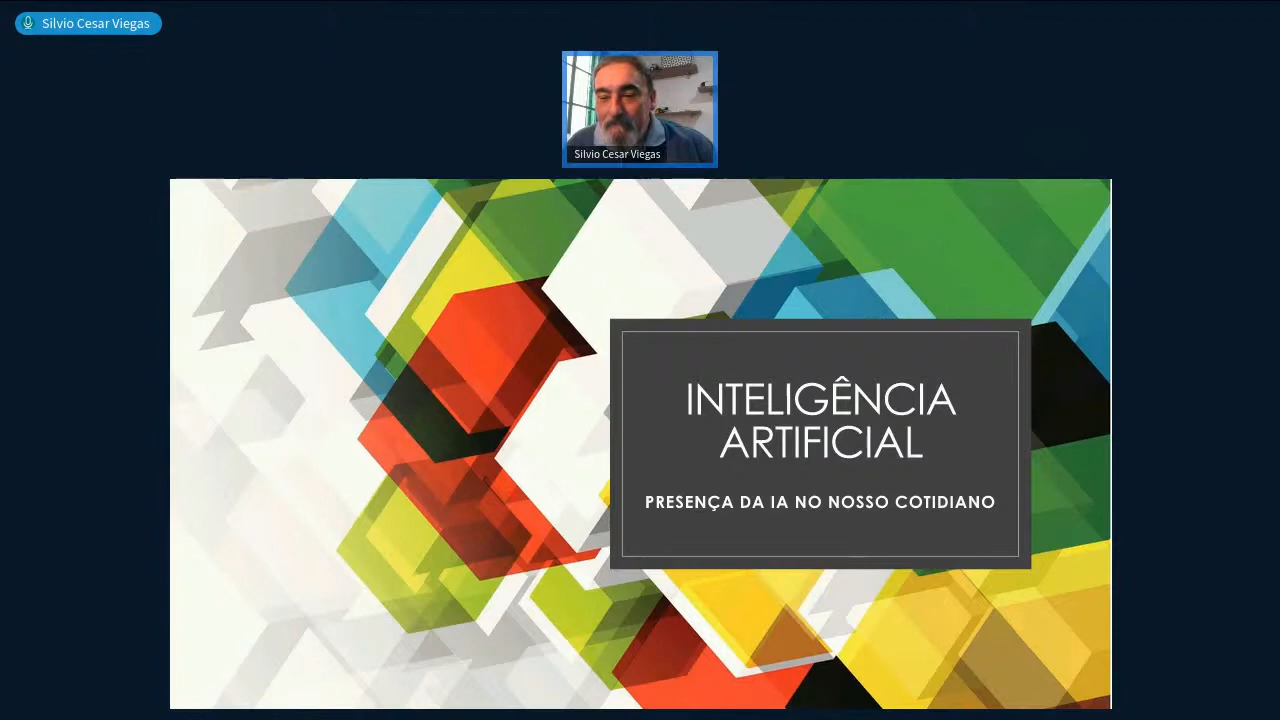 Silvio Cesar Viegas
Silvio Cesar Viegas
INTELIGÊNCIA
ARTIFICIAL
PRESENÇA DA IA NO NOSSO COTIDIANO